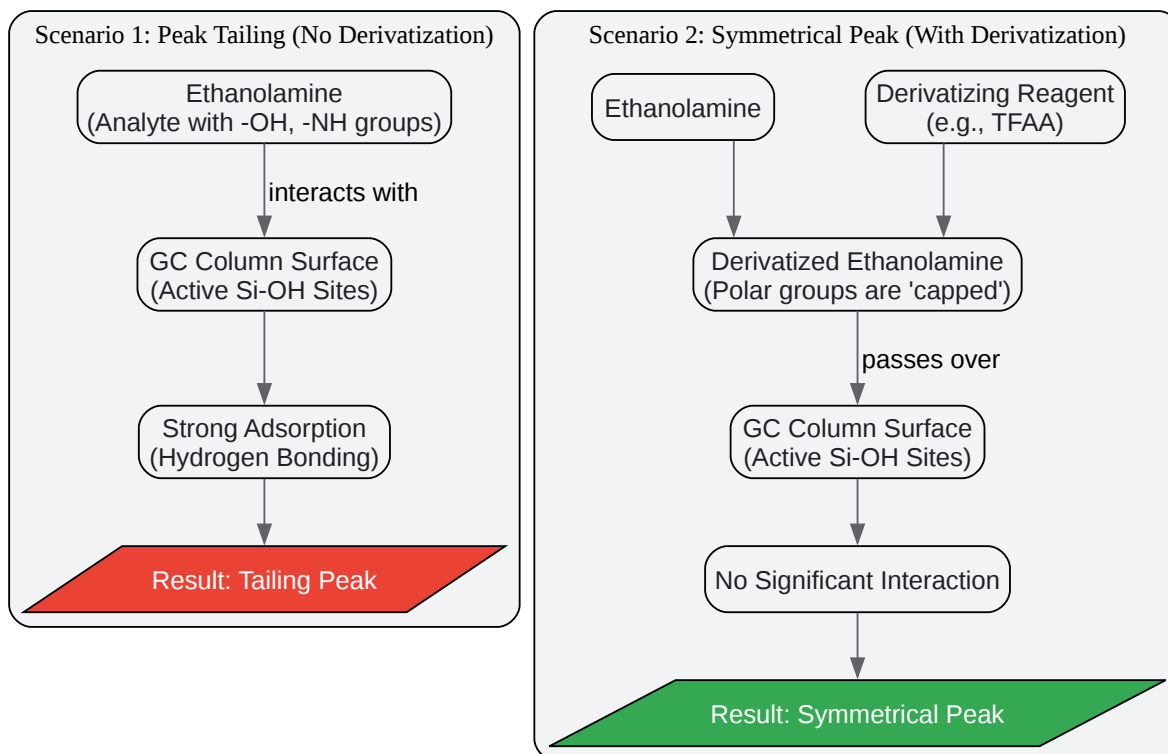 Scenario 1: Peak Tailing (No Derivatization)
Ethanolamine
(Analyte with -OH, -NH groups)
interacts with
GC Column Surface
(Active Si-OH Sites)
Strong Adsorption
(Hydrogen Bonding)
Result: Tailing Peak
Scenario 2: Symmetrical Peak (With Derivatization)
Ethanolamine
Derivatizing Reagent
(e.g., TFAA)
Derivatized Ethanolamine
(Polar groups are 'capped')
passes over
GC Column Surface
(Active Si-OH Sites)
No Significant Interaction
Result: Symmetrical Peak